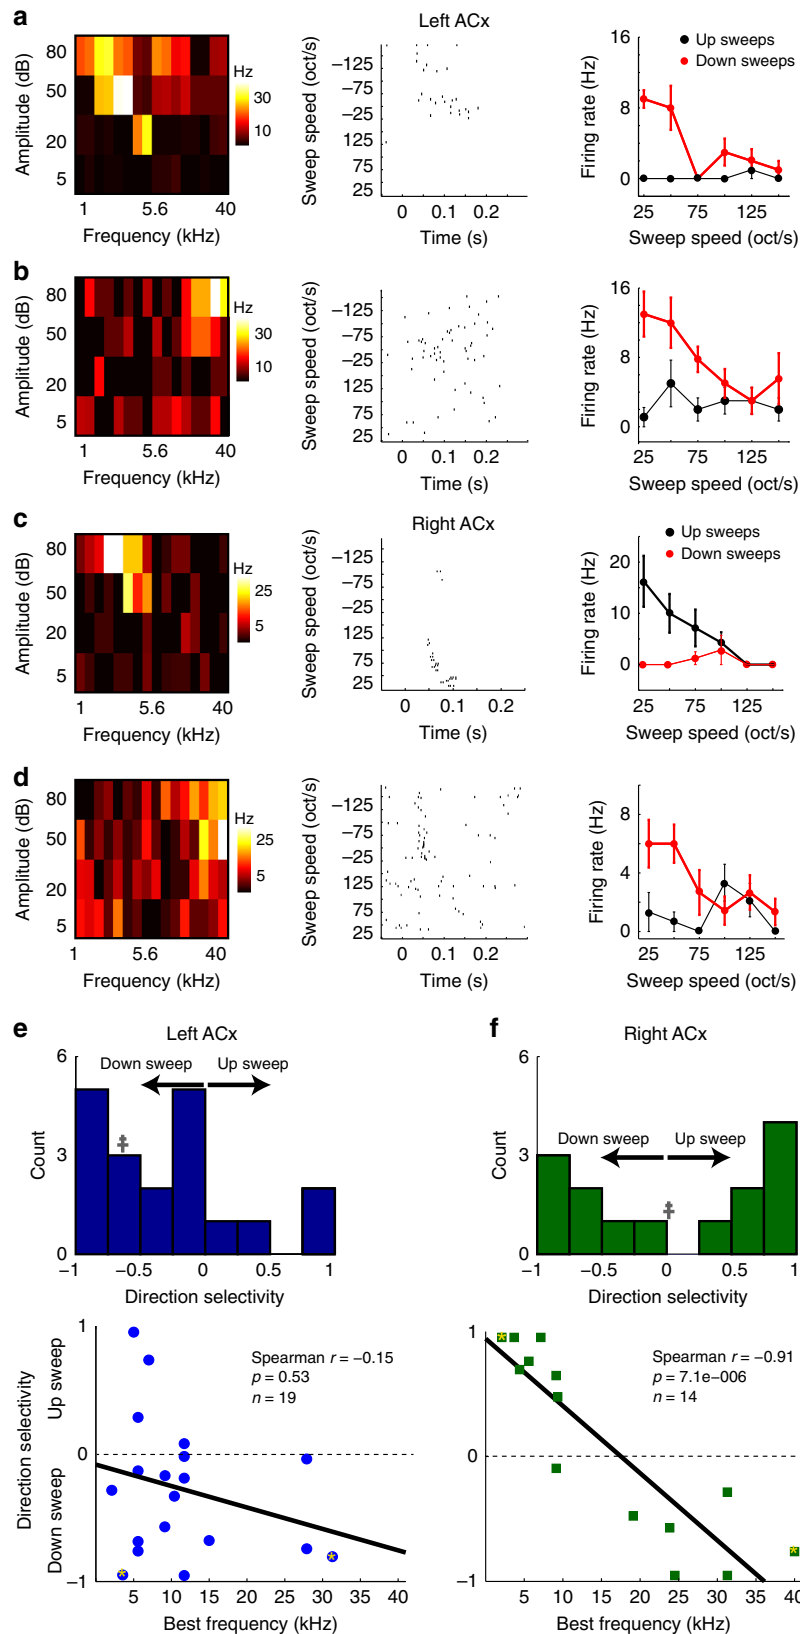 a
Left ACx
Amplitude (dB)
80
50
20
5
1
5.6
40
Frequency (kHz)
Hz
30
10
Sweep speed (oct/s)
−125
−75
−25
125
75
25
0
0.1
0.2
Time (s)
Firing rate (Hz)
16
8
0
Up sweeps
Down sweeps
25
75
125
Sweep speed (oct/s)
b
Amplitude (dB)
80
50
20
5
1
5.6
40
Frequency (kHz)
Hz
30
10
Sweep speed (oct/s)
−125
−75
−25
125
75
25
0
0.1
0.2
Time (s)
Firing rate (Hz)
16
8
0
25
75
125
Sweep speed (oct/s)
c
Right ACx
Amplitude (dB)
80
50
20
5
1
5.6
40
Frequency (kHz)
Hz
25
5
Sweep speed (oct/s)
−125
−75
−25
125
75
25
0
0.1
0.2
Time (s)
Firing rate (Hz)
20
10
0
Up sweeps
Down sweeps
25
75
125
Sweep speed (oct/s)
d
Amplitude (dB)
80
50
20
5
1
5.6
40
Frequency (kHz)
Hz
25
5
Sweep speed (oct/s)
−125
−75
−25
125
75
25
0
0.1
0.2
Time (s)
Firing rate (Hz)
8
4
0
25
75
125
Sweep speed (oct/s)
e
Left ACx
Count
6
3
0
Down sweep
Up sweep
‡
−1
−0.5
0
0.5
1
Direction selectivity
f
Right ACx
6
3
0
Down sweep
Up sweep
‡
−1
−0.5
0
0.5
1
Direction selectivity
Direction selectivity
Down sweep
Up sweep
1
0
−1
Spearman r = −0.15
p = 0.53
n = 19
5
10
15
20
25
30
35
40
Best frequency (kHz)
1
0
−1
Spearman r = −0.91
p = 7.1e−006
n = 14
5
10
15
20
25
30
35
40
Best frequency (kHz)